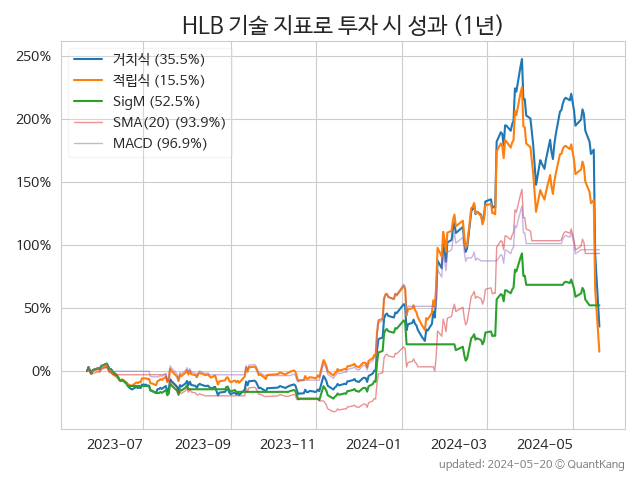 HLB 기술 지표로 투자 시 성과 (1년)
250%
200%
150%
100%
50%
0%
거치식 (35.5%)
적립식 (15.5%)
SigM (52.5%)
SMA(20) (93.9%)
MACD (96.9%)
2023-07
2023-09
2023-11
2024-01
2024-03
2024-05
updated: 2024-05-20 © QuantKang